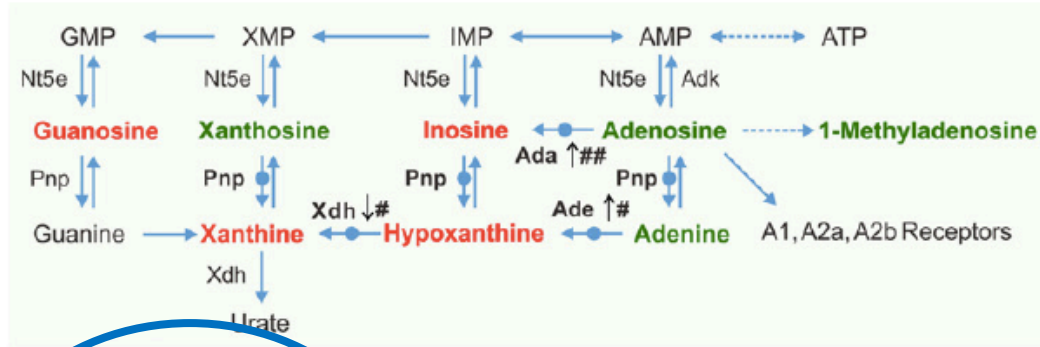 GMP XMP IMP AMP ATP
Nt5e Nt5e Nt5e Nt5e Adk
Guanosine Xanthosine Inosine Adenosine 1-Methyladenosine
Ada ↑##
Pnp Pnp Pnp Pnp
Xdh ↓# Ade ↑#
Guanine Xanthine Hypoxanthine Adenine A1, A2a, A2b Receptors
Xdh
Urate